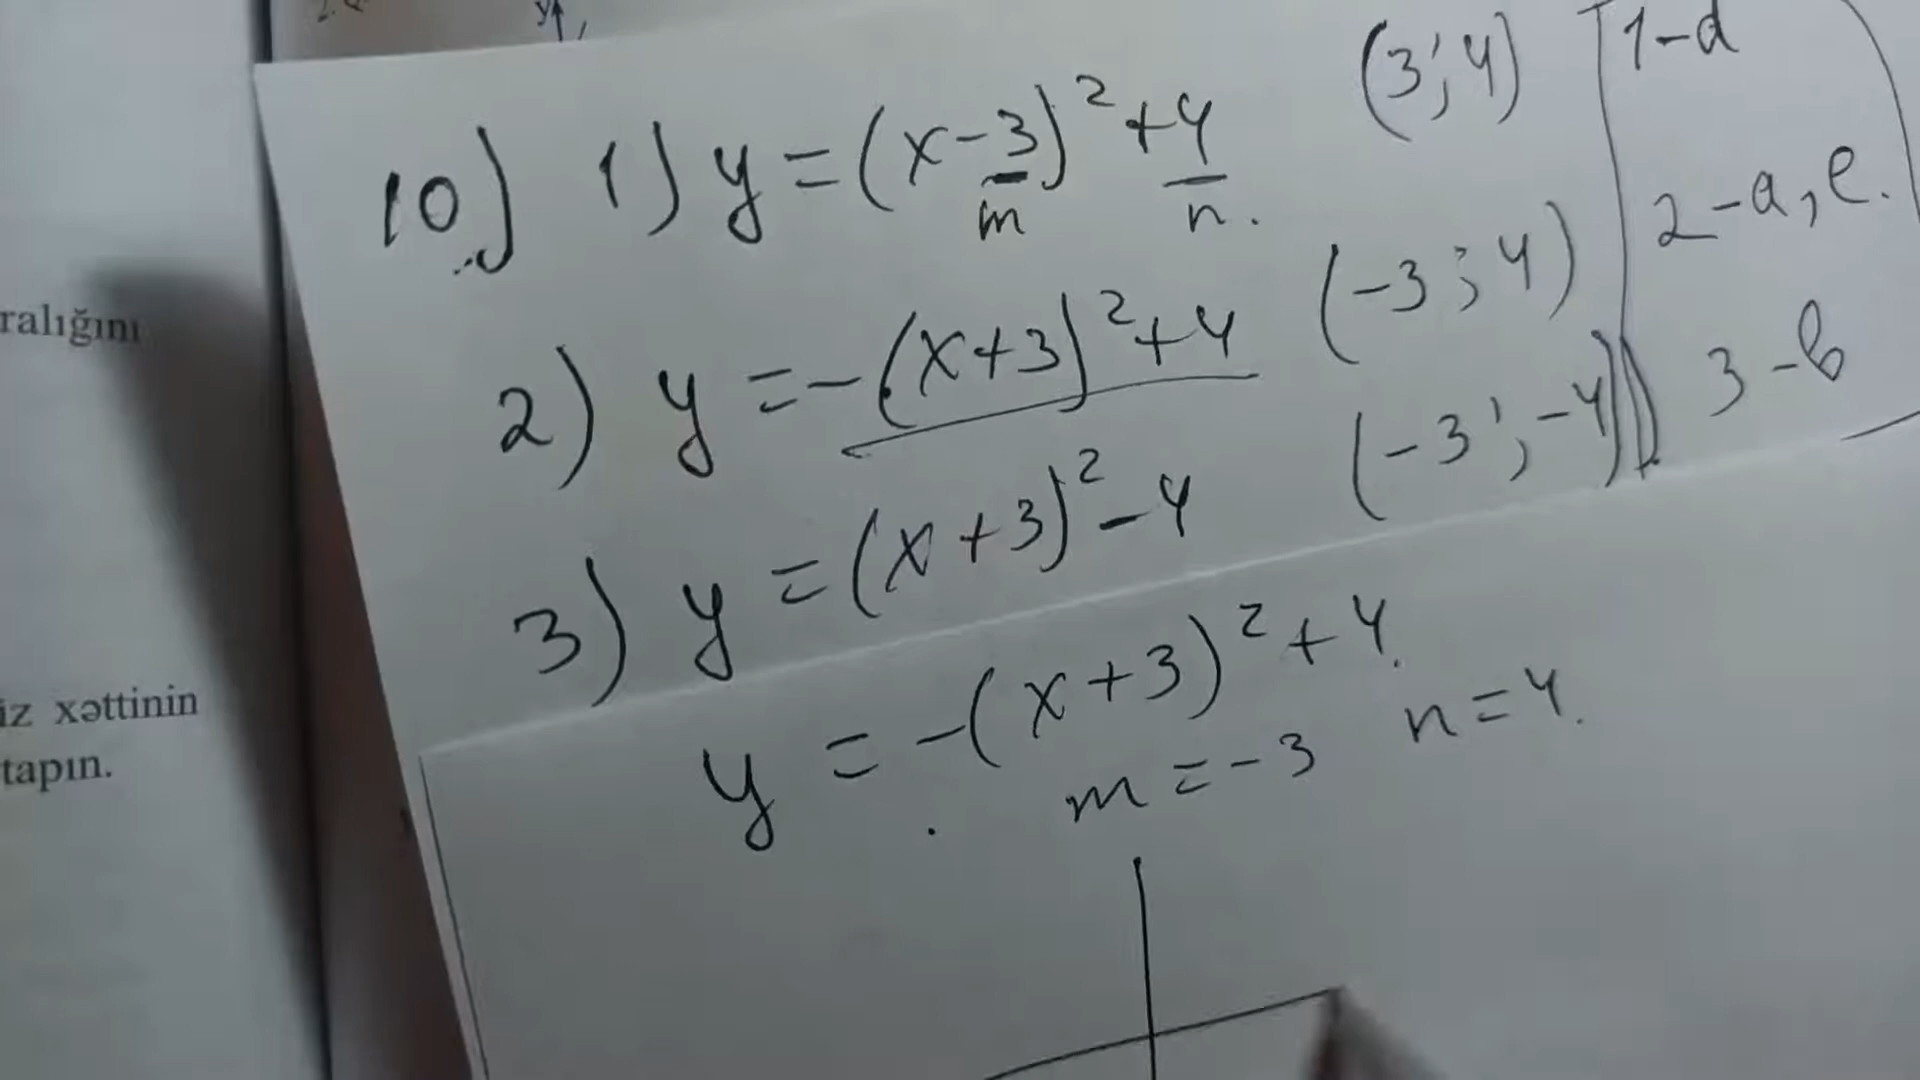 y
10) 1) y = (x-3)² + 4 (3; 4) 1-d
m n.
2) y = -(x+3)² + 4 (-3; 4) 2-a, e.
3) y = (x+3)² - 4 (-3; -4) 3-b
y = -(x+3)² + 4.
m = -3 n = 4.
ralığını
iz xəttinin
tapın.